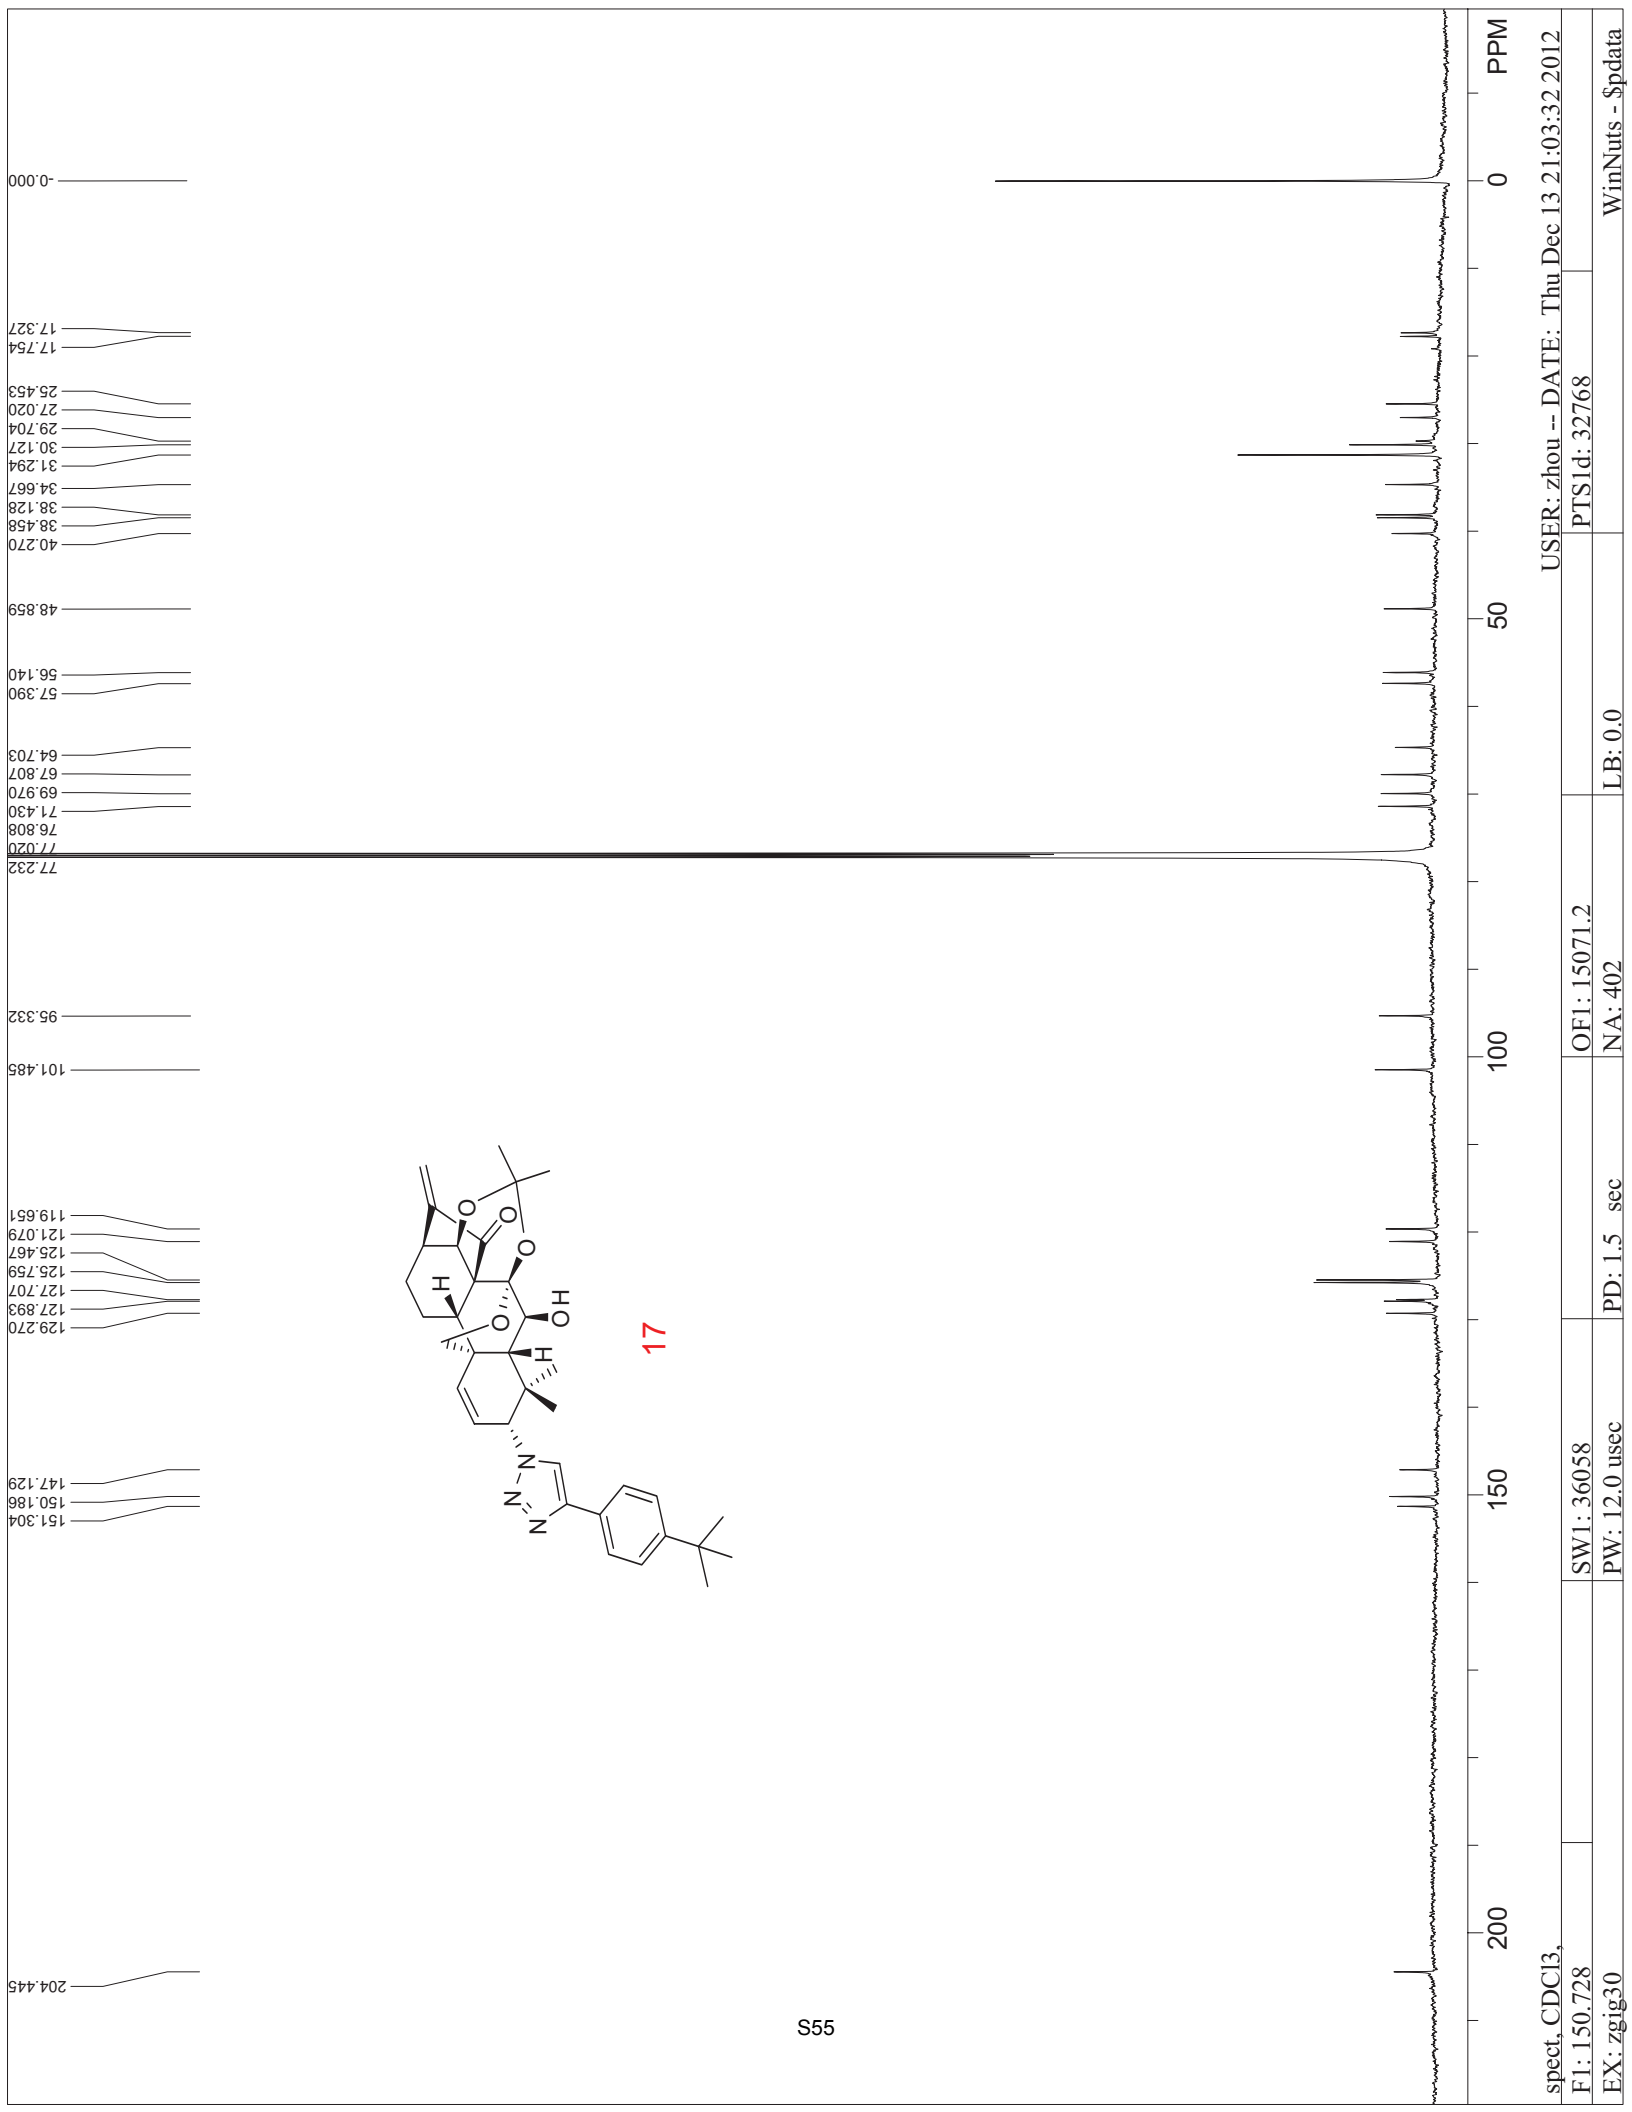 204.445
151.304
150.186
147.129
129.270
127.893
127.707
125.759
125.467
121.079
119.651
101.485
95.332
77.232
77.020
76.808
71.430
69.970
67.807
64.703
57.390
56.140
48.859
40.270
38.458
38.128
34.667
31.294
30.127
29.704
27.020
25.453
17.754
17.327
-0.000
O
O
O
H
O
OH
H
N
N
N
17
200
150
100
50
0
PPM
spect, CDCl3,
USER: zhou -- DATE: Thu Dec 13 21:03:32 2012
F1: 150.728
SW1: 36058
OF1: 15071.2
PTS1d: 32768
EX: zgig30
PW: 12.0 usec
PD: 1.5 sec
NA: 402
LB: 0.0
WinNuts - $pdata
S55